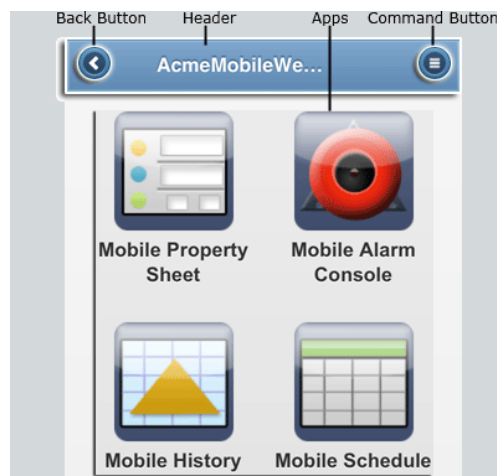 Back Button Header Apps Command Button
AcmeMobileWe...
Mobile Property
Sheet
Mobile Alarm
Console
Mobile History
Mobile Schedule